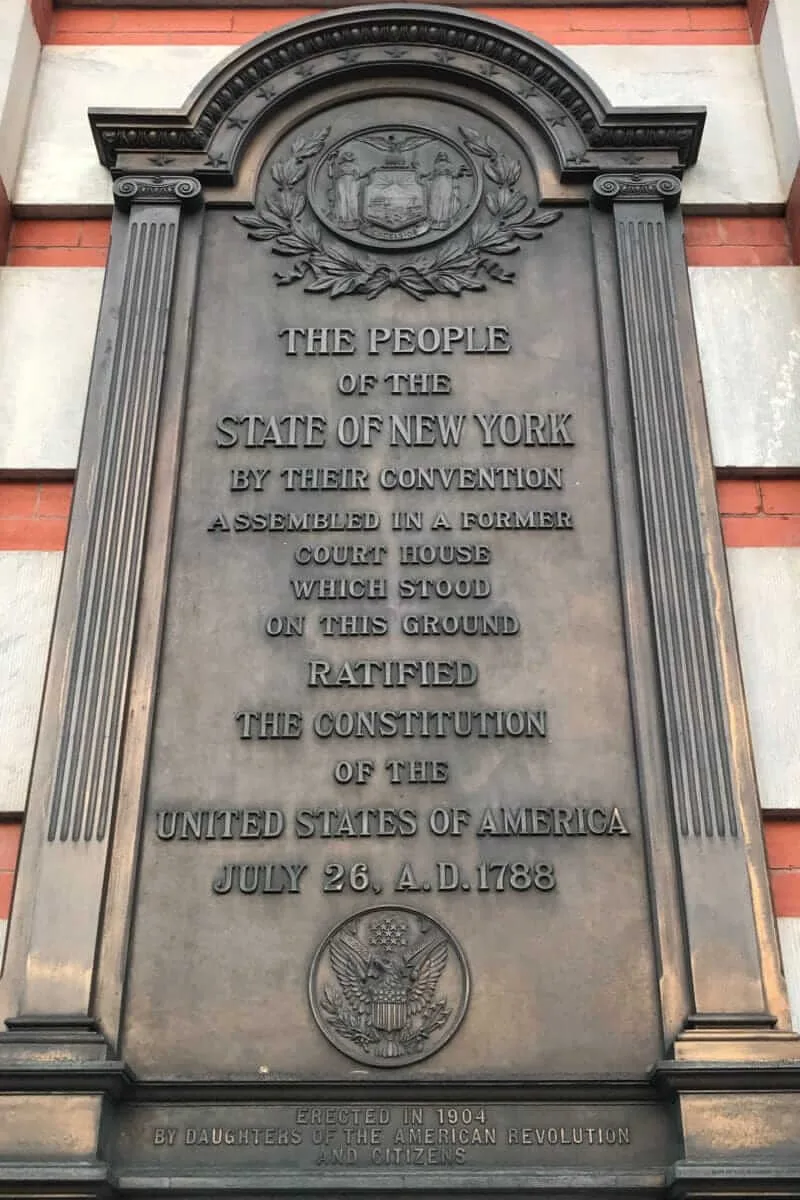 EXCELSIOR
THE PEOPLE
OF THE
STATE OF NEW YORK
BY THEIR CONVENTION
ASSEMBLED IN A FORMER
COURT HOUSE
WHICH STOOD
ON THIS GROUND
RATIFIED
THE CONSTITUTION
OF THE
UNITED STATES OF AMERICA
JULY 26, A.D. 1788
ERECTED IN 1904
BY DAUGHTERS OF THE AMERICAN REVOLUTION
AND CITIZENS